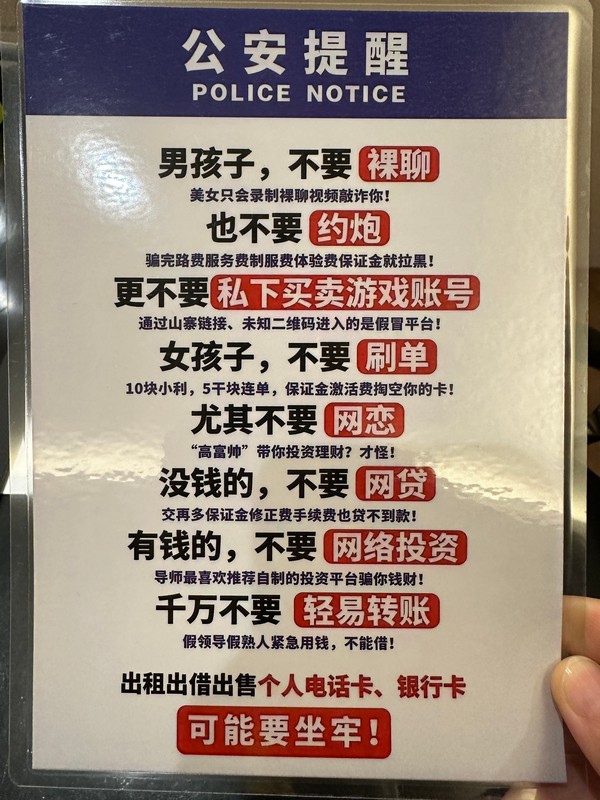 公安提醒
POLICE NOTICE
男孩子，不要 裸聊
美女只会录制裸聊视频敲诈你！
也不要 约炮
骗完路费服务费制服费体验费保证金就拉黑！
更不要 私下买卖游戏账号
通过山寨链接、未知二维码进入的是假冒平台！
女孩子，不要 刷单
10块小利，5千块连单，保证金激活费掏空你的卡！
尤其不要 网恋
“高富帅”带你投资理财？才怪！
没钱的，不要 网贷
交再多保证金修正费手续费也贷不到款！
有钱的，不要 网络投资
导师最喜欢推荐自制的投资平台骗你钱财！
千万不要 轻易转账
假领导假熟人紧急用钱，不能借！
出租出借出售个人电话卡、银行卡
可能要坐牢！